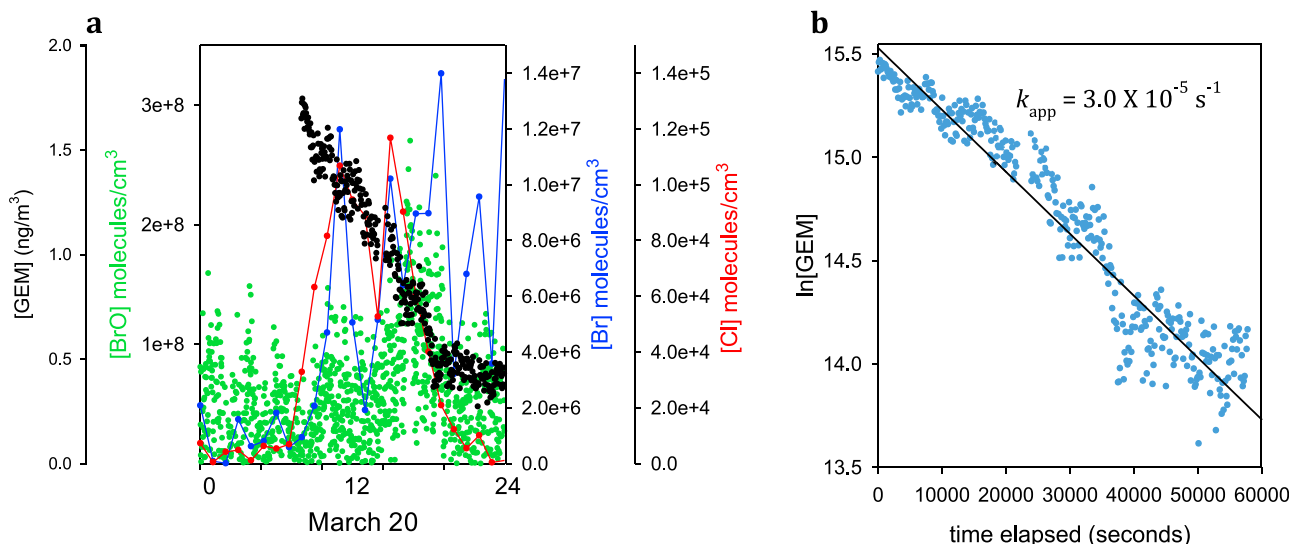 a
[GEM] (ng/m³)
2.0
1.5
1.0
0.5
0.0
[BrO] molecules/cm³
3e+8
2e+8
1e+8
1.4e+7
1.2e+7
1.0e+7
8.0e+6
6.0e+6
4.0e+6
2.0e+6
0.0
[Br] molecules/cm³
1.4e+5
1.2e+5
1.0e+5
8.0e+4
6.0e+4
4.0e+4
2.0e+4
0.0
[Cl] molecules/cm³
0 12 24
March 20
b
ln[GEM]
15.5
15.0
14.5
14.0
13.5
k_app = 3.0 X 10⁻⁵ s⁻¹
0 10000 20000 30000 40000 50000 60000
time elapsed (seconds)